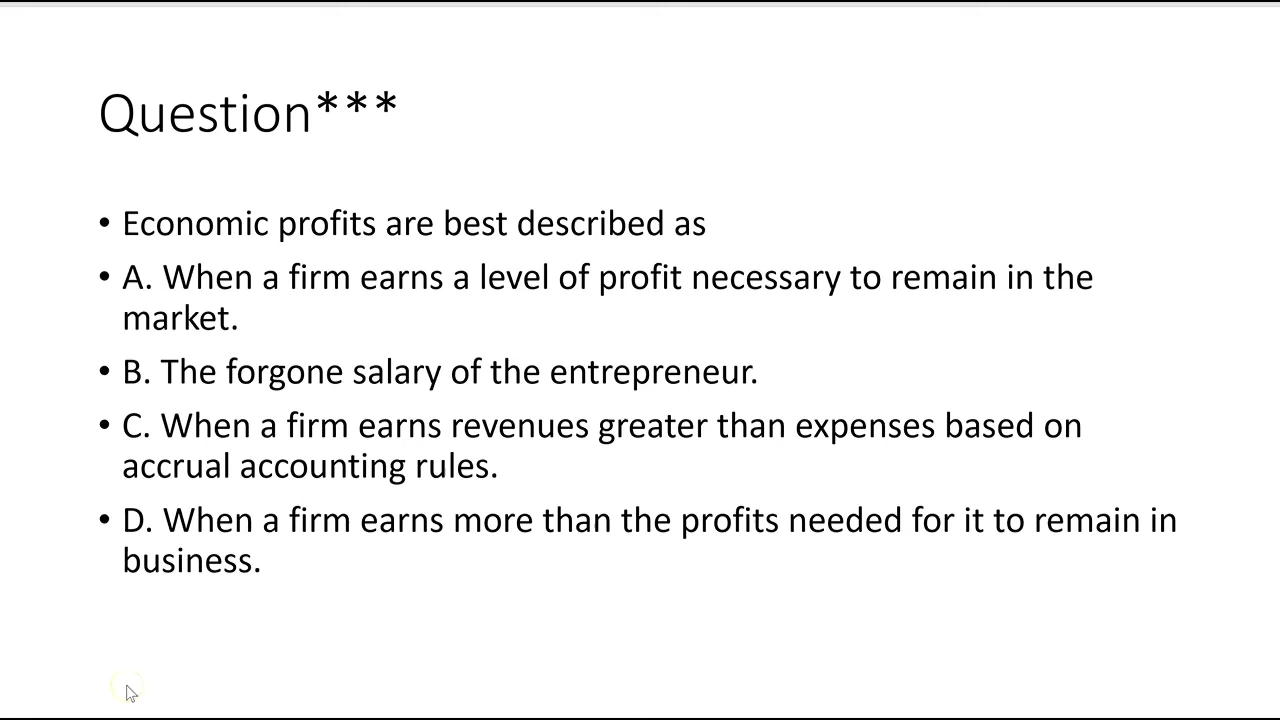 Question***
• Economic profits are best described as
• A. When a firm earns a level of profit necessary to remain in the
market.
• B. The forgone salary of the entrepreneur.
• C. When a firm earns revenues greater than expenses based on
accrual accounting rules.
• D. When a firm earns more than the profits needed for it to remain in
business.